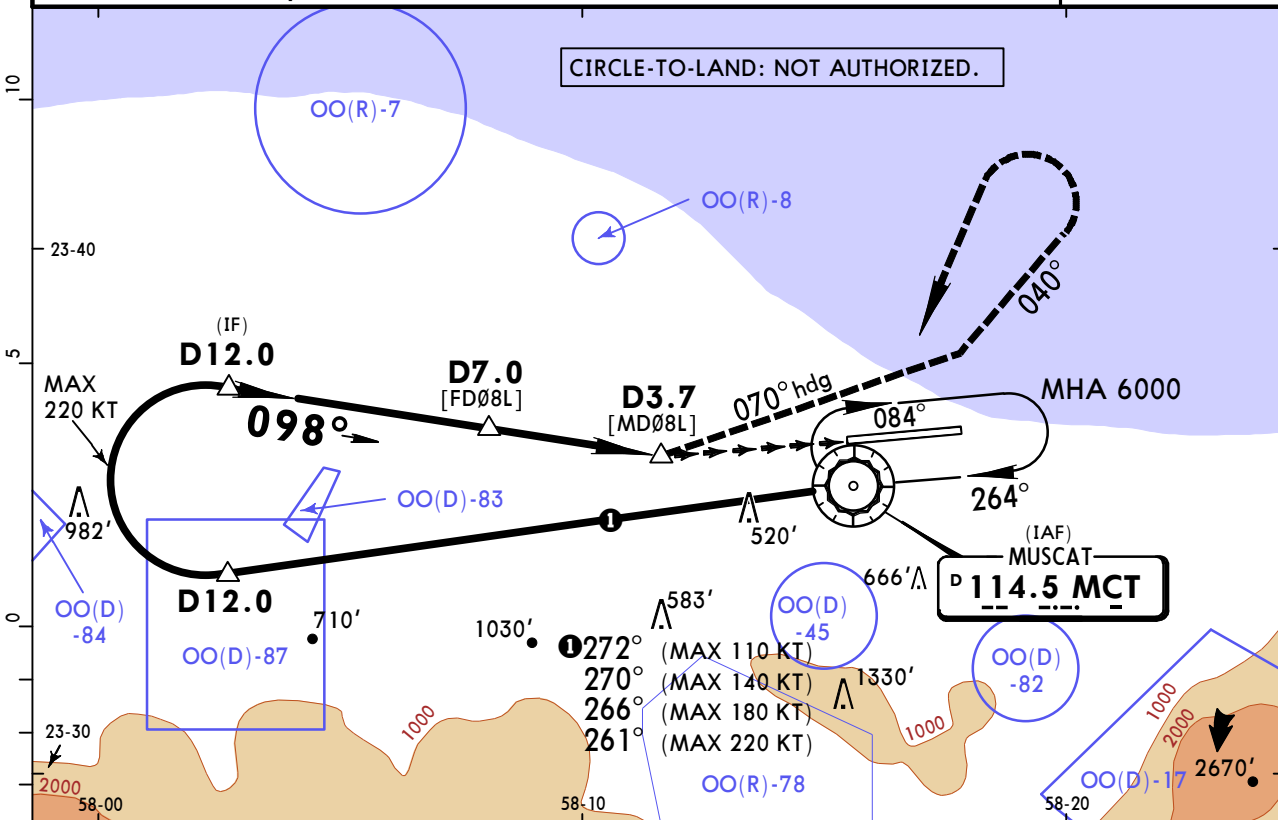 CIRCLE-TO-LAND: NOT AUTHORIZED.
10
OO(R)-7
OO(R)-8
23-40
040°
5
(IF)
D12.0
MAX
220 KT
098°
D7.0
[FDØ8L]
D3.7
[MDØ8L]
070° hdg
MHA 6000
084°
264°
OO(D)-83
982'
520'
(IAF)
MUSCAT
D 114.5 MCT
OO(D)
-84
D12.0
710'
OO(D)-87
0
1030'
583'
OO(D)
-45
666'
OO(D)
-82
1 272° (MAX 110 KT)
270° (MAX 140 KT)
266° (MAX 180 KT)
261° (MAX 220 KT)
1
1330'
1000
1000
1000
2000
2670'
23-30
2000
OO(R)-78
OO(D)-17
58-00
58-10
58-20